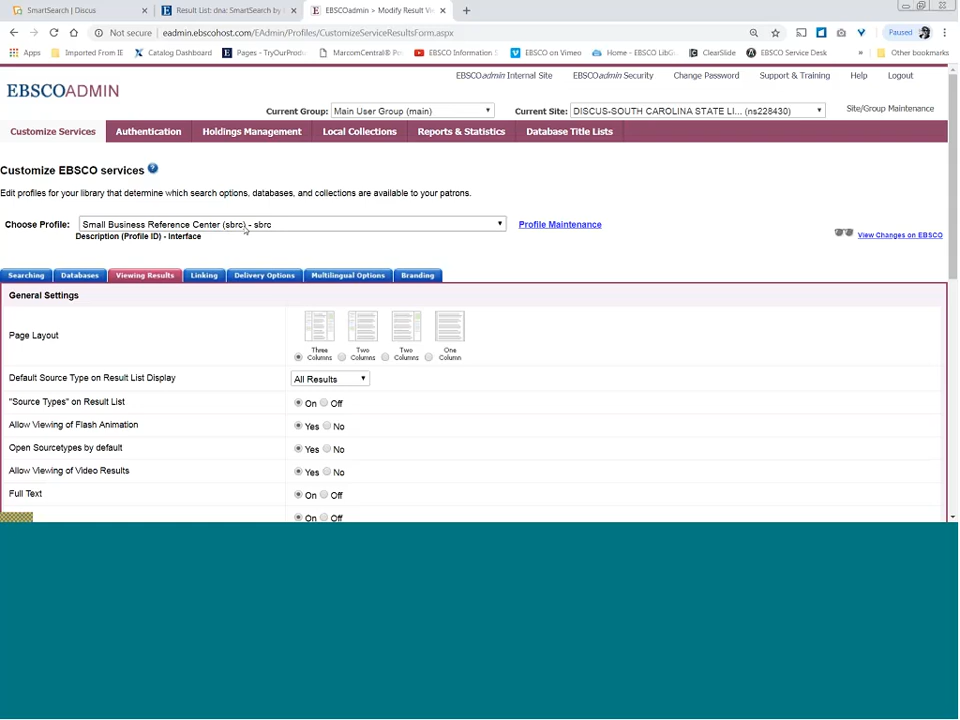 SmartSearch | Discus
Result List: dna: SmartSearch by
EBSCOadmin > Modify Result Vi
Not secure | eadmin.ebscohost.com/EAdmin/Profiles/CustomizeServiceResultsForm.aspx
Paused
Apps
Imported From IE
Catalog Dashboard
Pages - TryOurProdu
MarcomCentral® Po
EBSCO Information S
EBSCO on Vimeo
Home - EBSCO LibGu
ClearSlide
EBSCO Service Desk
»
Other bookmarks
EBSCOadmin Internal Site
EBSCOadmin Security
Change Password
Support & Training
Help
Logout
EBSCOADMIN
Current Group: Main User Group (main)
Current Site: DISCUS-SOUTH CAROLINA STATE LI... (ns228430)
Site/Group Maintenance
Customize Services
Authentication
Holdings Management
Local Collections
Reports & Statistics
Database Title Lists
Customize EBSCO services
Edit profiles for your library that determine which search options, databases, and collections are available to your patrons.
Choose Profile: Small Business Reference Center (sbrc) - sbrc
Profile Maintenance
Description (Profile ID) - Interface
View Changes on EBSCO
Searching
Databases
Viewing Results
Linking
Delivery Options
Multilingual Options
Branding
General Settings
Page Layout
Three Columns
Two Columns
Two Columns
One Column
Default Source Type on Result List Display
All Results
"Source Types" on Result List
On Off
Allow Viewing of Flash Animation
Yes No
Open Sourcetypes by default
Yes No
Allow Viewing of Video Results
Yes No
Full Text
On Off
On Off